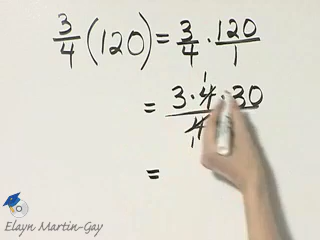 3/4 (120) = 3/4 · 120/1
= 3 · 4 · 30 / 4
1
1
=
Elayn Martin-Gay